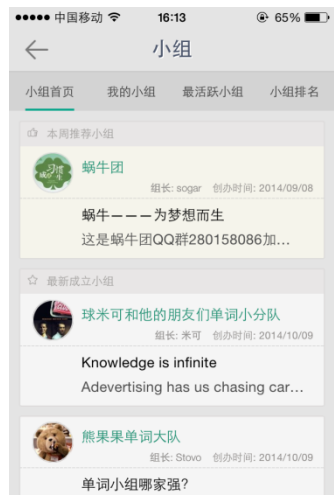 中国移动 16:13 65%
小组
小组首页 我的小组 最活跃小组 小组排名
本周推荐小组
蜗牛团
组长: sogar 创办时间: 2014/09/08
蜗牛———为梦想而生
这是蜗牛团QQ群280158086加...
最新成立小组
球米可和他的朋友们单词小分队
组长: 米可 创办时间: 2014/10/09
Knowledge is infinite
Adevertising has us chasing car...
熊果果单词大队
组长: Stovo 创办时间: 2014/10/09
单词小组哪家强?